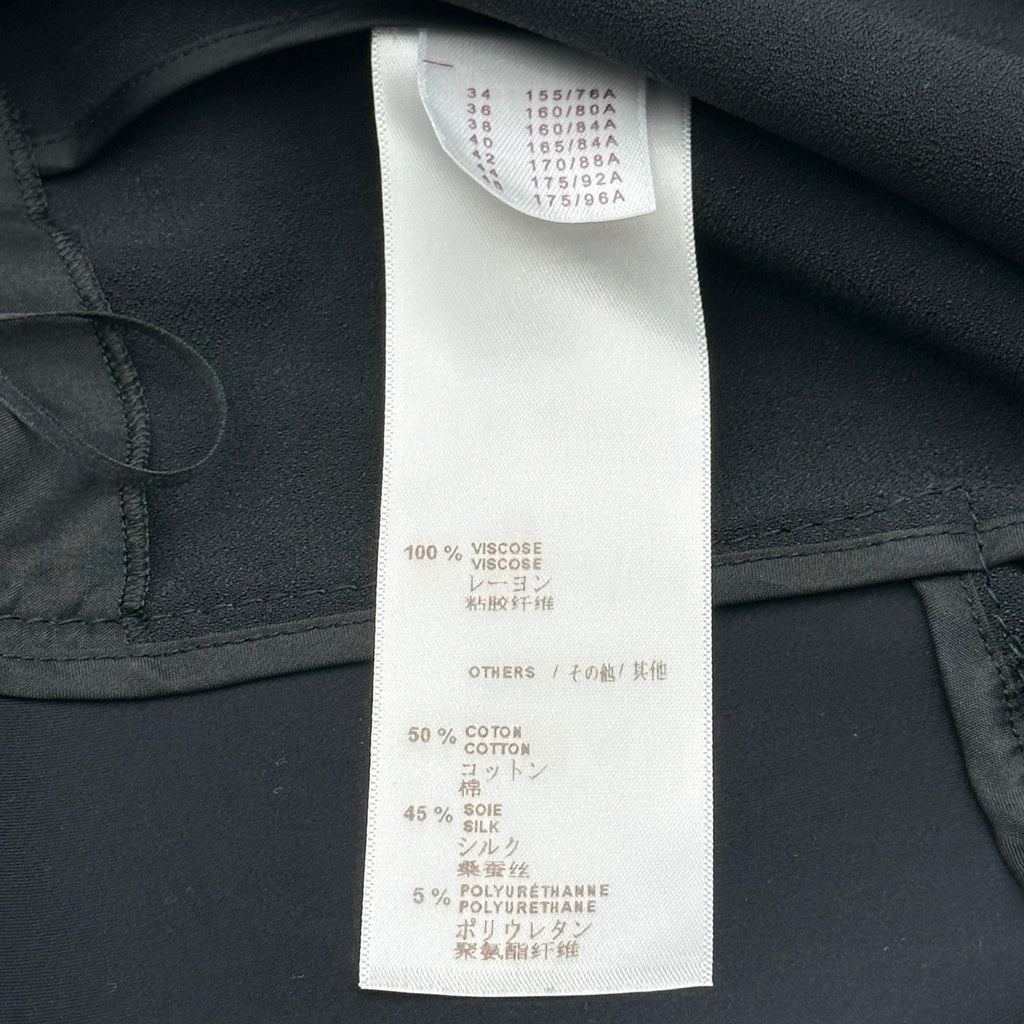 34 155/76A
36 160/80A
38 160/84A
40 165/84A
42 170/88A
175/92A
175/96A
100 % VISCOSE
VISCOSE
レーヨン
粘胶纤维
OTHERS / その他/ 其他
50 % COTON
COTTON
コットン
棉
45 % SOIE
SILK
シルク
桑蚕丝
5 % POLYURÉTHANNE
POLYURETHANE
ポリウレタン
聚氨酯纤维